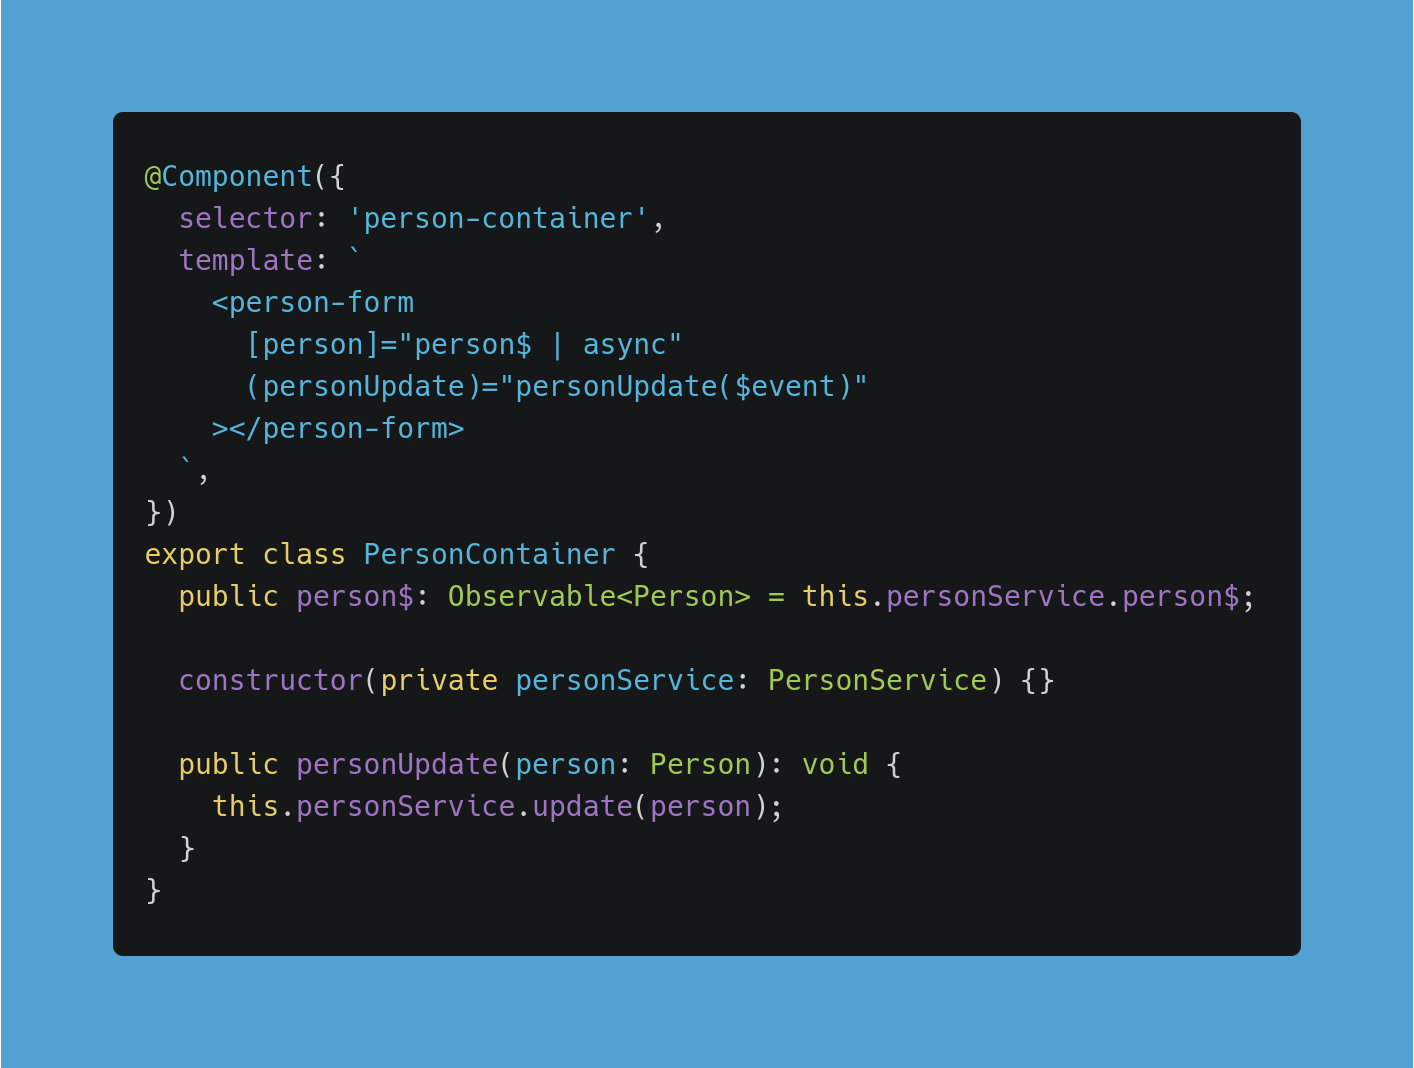 @Component({
  selector: 'person-container',
  template: `
    <person-form
      [person]="person$ | async"
      (personUpdate)="personUpdate($event)"
    ></person-form>
  `,
})
export class PersonContainer {
  public person$: Observable<Person> = this.personService.person$;

  constructor(private personService: PersonService) {}

  public personUpdate(person: Person): void {
    this.personService.update(person);
  }
}